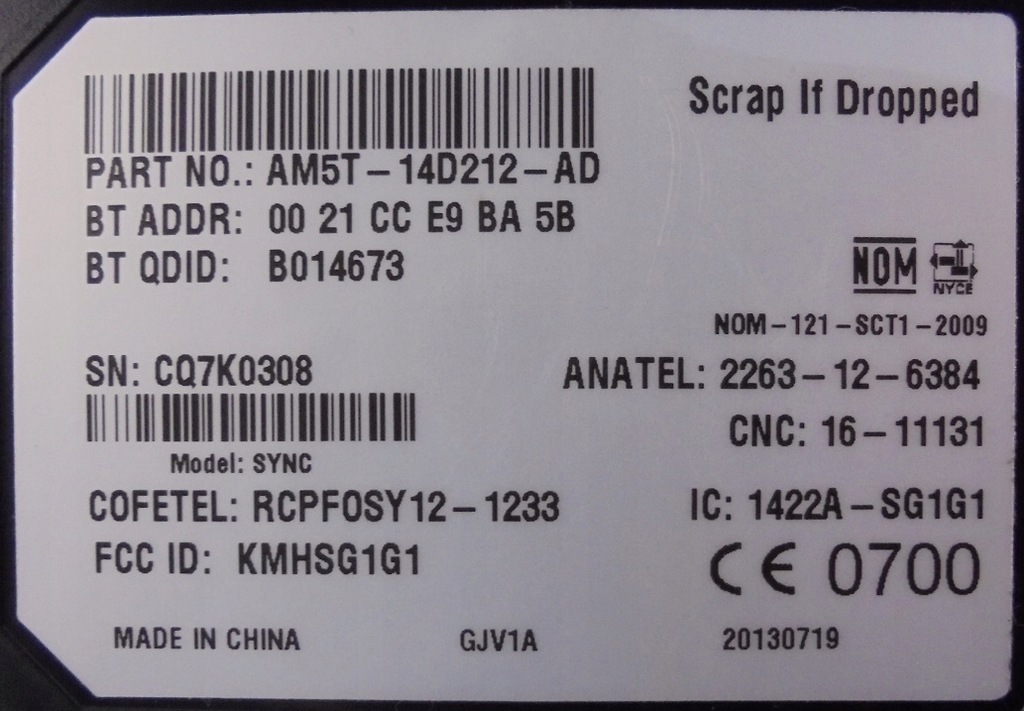 Scrap If Dropped
PART NO.: AM5T-14D212-AD
BT ADDR: 00 21 CC E9 BA 5B
BT QDID: B014673
NOM NYCE
NOM-121-SCT1-2009
SN: CQ7K0308
ANATEL: 2263-12-6384
CNC: 16-11131
Model: SYNC
COFETEL: RCPFOSY12-1233
IC: 1422A-SG1G1
FCC ID: KMHSG1G1
CE 0700
MADE IN CHINA
GJV1A
20130719